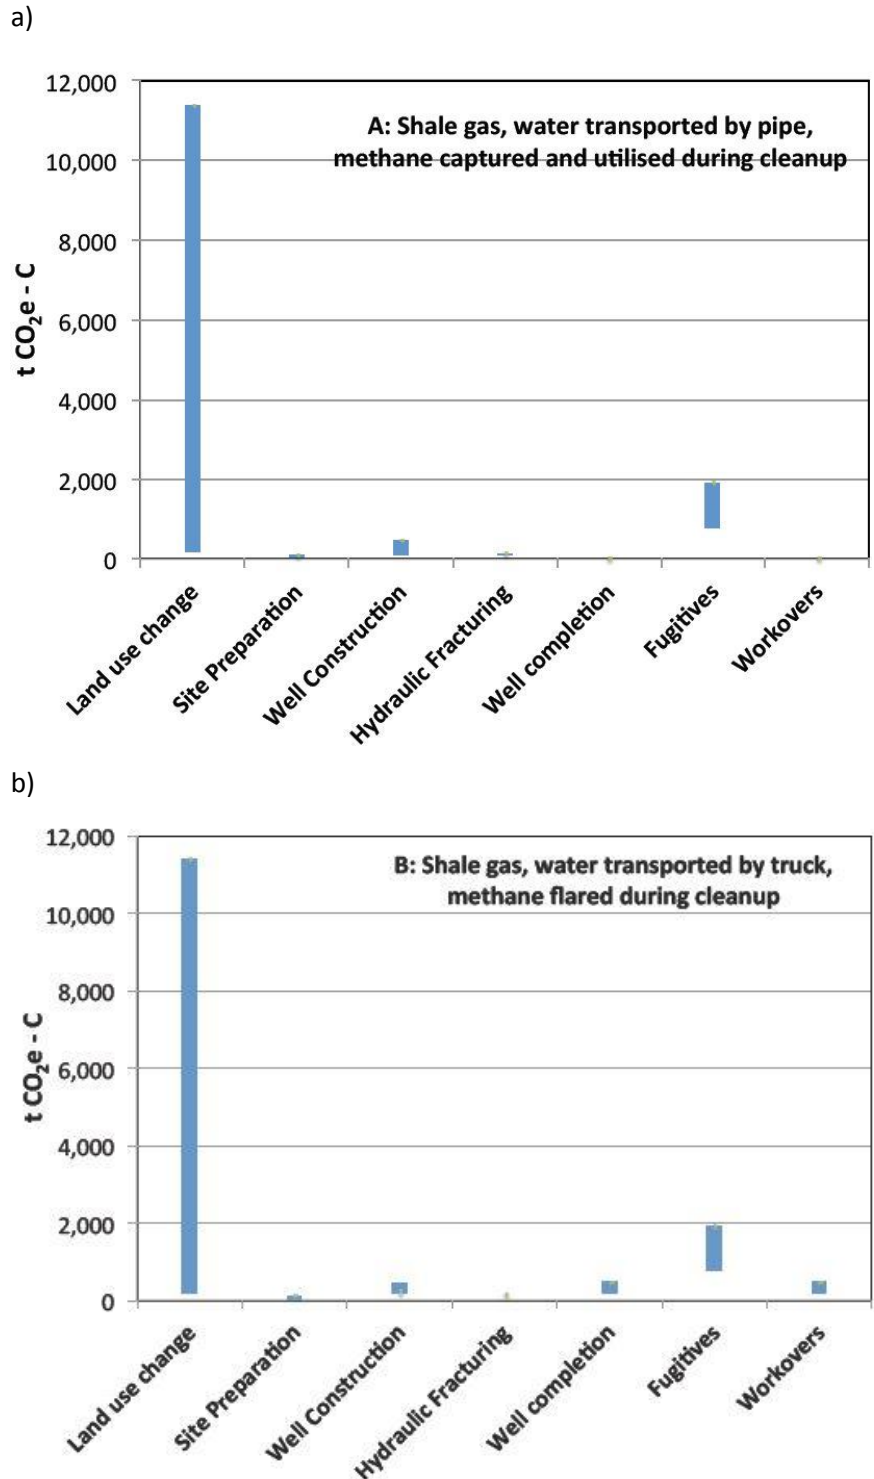 a)
12,000
10,000
8,000
6,000
4,000
2,000
0
t CO₂e - C
A: Shale gas, water transported by pipe,
methane captured and utilised during cleanup
Land use change
Site Preparation
Well Construction
Hydraulic Fracturing
Well completion
Fugitives
Workovers
b)
12,000
10,000
8,000
6,000
4,000
2,000
0
t CO₂e - C
B: Shale gas, water transported by truck,
methane flared during cleanup
Land use change
Site Preparation
Well Construction
Hydraulic Fracturing
Well completion
Fugitives
Workovers